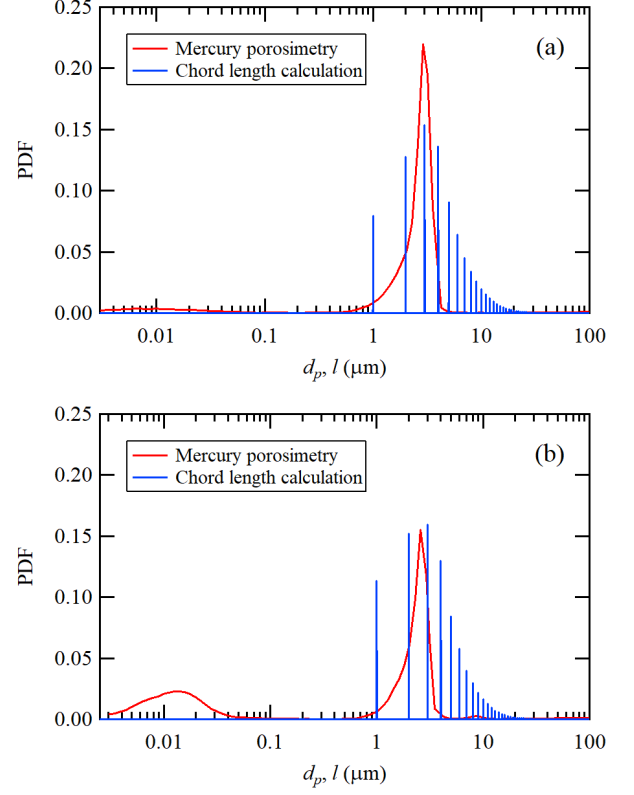 0.25
0.20
0.15
0.10
0.05
0.00
PDF
Mercury porosimetry
Chord length calculation
(a)
0.01 0.1 1 10 100
dp, l (μm)
0.25
0.20
0.15
0.10
0.05
0.00
PDF
Mercury porosimetry
Chord length calculation
(b)
0.01 0.1 1 10 100
dp, l (μm)